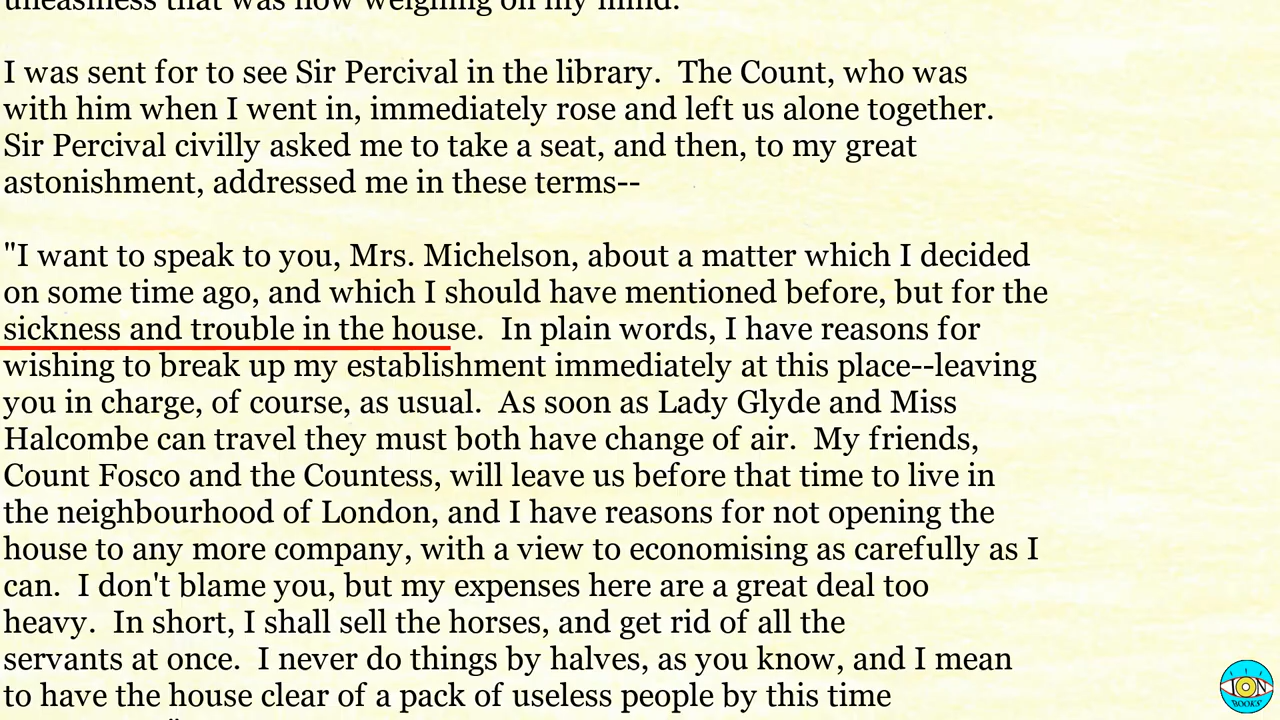 uneasiness that was now weighing on my mind.
I was sent for to see Sir Percival in the library.  The Count, who was
with him when I went in, immediately rose and left us alone together.
Sir Percival civilly asked me to take a seat, and then, to my great
astonishment, addressed me in these terms--
"I want to speak to you, Mrs. Michelson, about a matter which I decided
on some time ago, and which I should have mentioned before, but for the
sickness and trouble in the house.  In plain words, I have reasons for
wishing to break up my establishment immediately at this place--leaving
you in charge, of course, as usual.  As soon as Lady Glyde and Miss
Halcombe can travel they must both have change of air.  My friends,
Count Fosco and the Countess, will leave us before that time to live in
the neighbourhood of London, and I have reasons for not opening the
house to any more company, with a view to economising as carefully as I
can.  I don't blame you, but my expenses here are a great deal too
heavy.  In short, I shall sell the horses, and get rid of all the
servants at once.  I never do things by halves, as you know, and I mean
to have the house clear of a pack of useless people by this time
ION
BOOKS